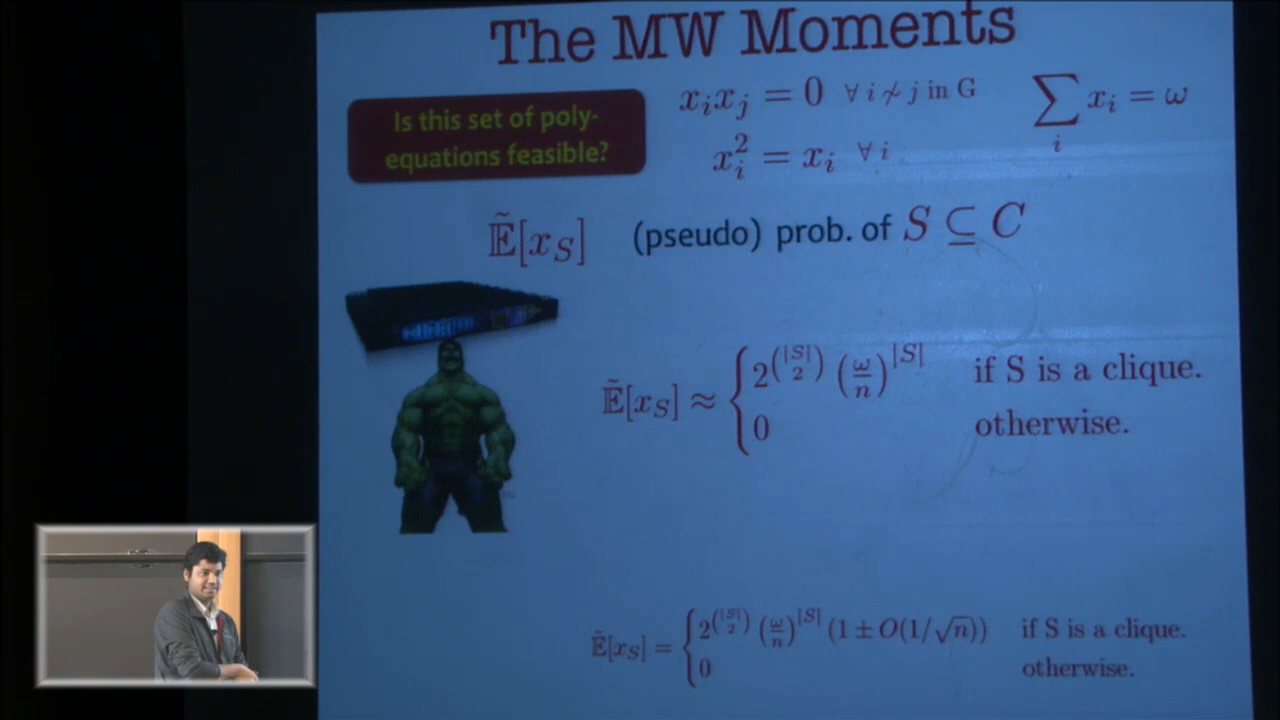 The MW Moments
Is this set of poly-
equations feasible?
x_i x_j = 0 ∀ i ≁ j in G
∑_i x_i = ω
x_i^2 = x_i ∀ i
Ẽ[x_S] (pseudo) prob. of S ⊆ C
Ẽ[x_S] ≈ { 2^{\binom{|S|}{2}} (ω/n)^{|S|} if S is a clique.
0 otherwise.
Ẽ[x_S] = { 2^{\binom{|S|}{2}} (ω/n)^{|S|} (1 ± O(1/√n)) if S is a clique.
0 otherwise.